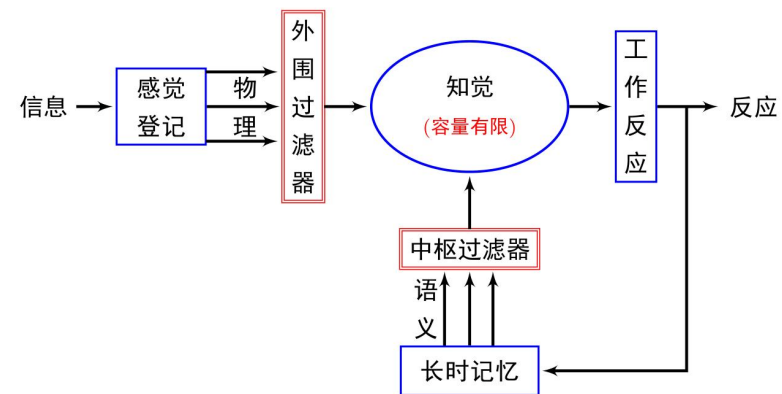 信息
感觉
登记
物
理
外
围
过
滤
器
知觉
(容量有限)
工
作
反
应
反应
中枢过滤器
语
义
长时记忆